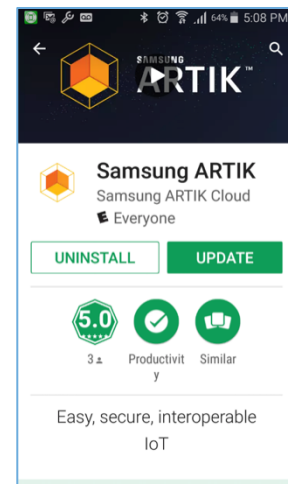 64% 5:08 PM
SAMSUNG
ARTIK™
Samsung ARTIK
Samsung ARTIK Cloud
E Everyone
UNINSTALL UPDATE
5.0
3 Productivit Similar
y
Easy, secure, interoperable
IoT